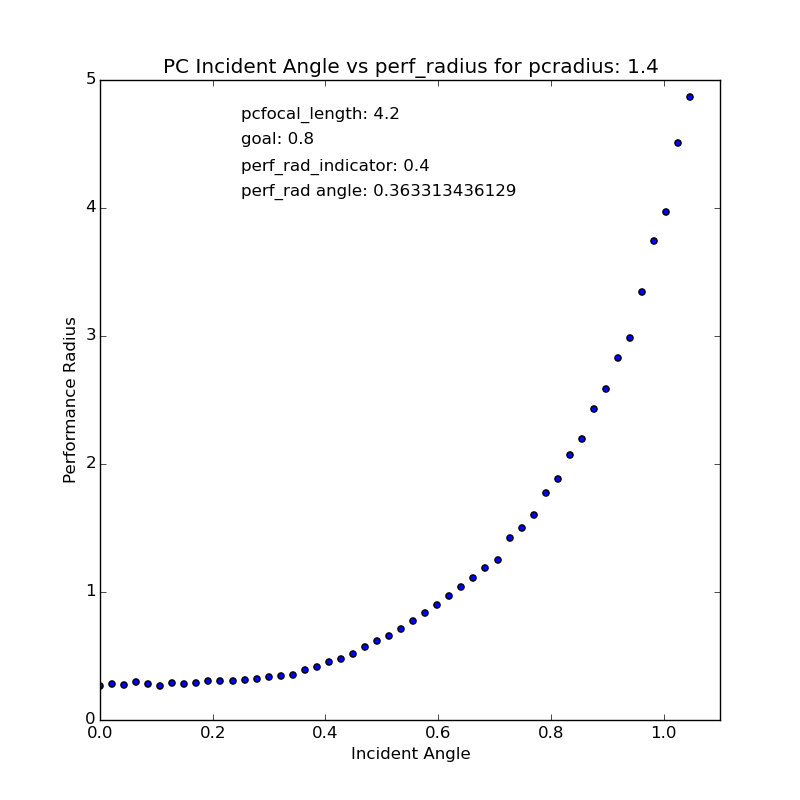 PC Incident Angle vs perf_radius for pcradius: 1.4
pcfocal_length: 4.2
goal: 0.8
perf_rad_indicator: 0.4
perf_rad angle: 0.363313436129
Performance Radius
5
4
3
2
1
0
0.0 0.2 0.4 0.6 0.8 1.0
Incident Angle